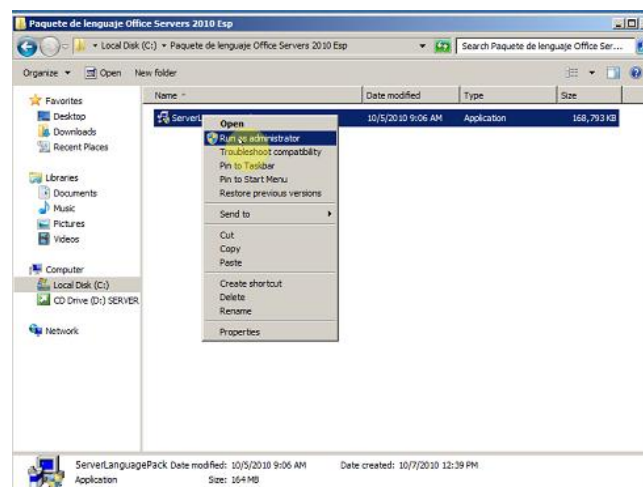 Paquete de lenguaje Office Servers 2010 Esp
Local Disk (C:) Paquete de lenguaje Office Servers 2010 Esp
Search Paquete de lenguaje Office Ser...
Organize Open New folder
Favorites
Desktop
Downloads
Recent Places
Libraries
Documents
Music
Pictures
Videos
Computer
Local Disk (C:)
CD Drive (D:) SERVER
Network
Name Date modified Type Size
ServerL 10/5/2010 9:06 AM Application 168,793 KB
Open
Run as administrator
Troubleshoot compatibility
Pin to Taskbar
Pin to Start Menu
Restore previous versions
Send to
Cut
Copy
Paste
Create shortcut
Delete
Rename
Properties
ServerLanguagePack Date modified: 10/5/2010 9:06 AM Date created: 10/7/2010 12:39 PM
Application Size: 164 MB